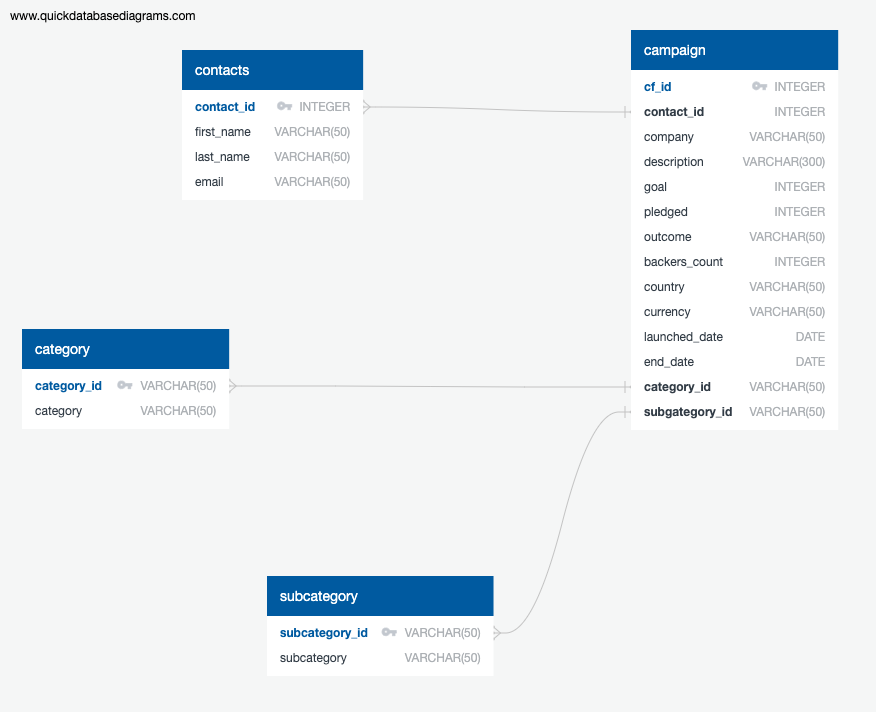 www.quickdatabasediagrams.com
contacts
contact_id INTEGER
first_name VARCHAR(50)
last_name VARCHAR(50)
email VARCHAR(50)
campaign
cf_id INTEGER
contact_id INTEGER
company VARCHAR(50)
description VARCHAR(300)
goal INTEGER
pledged INTEGER
outcome VARCHAR(50)
backers_count INTEGER
country VARCHAR(50)
currency VARCHAR(50)
launched_date DATE
end_date DATE
category_id VARCHAR(50)
subgategory_id VARCHAR(50)
category
category_id VARCHAR(50)
category VARCHAR(50)
subcategory
subcategory_id VARCHAR(50)
subcategory VARCHAR(50)